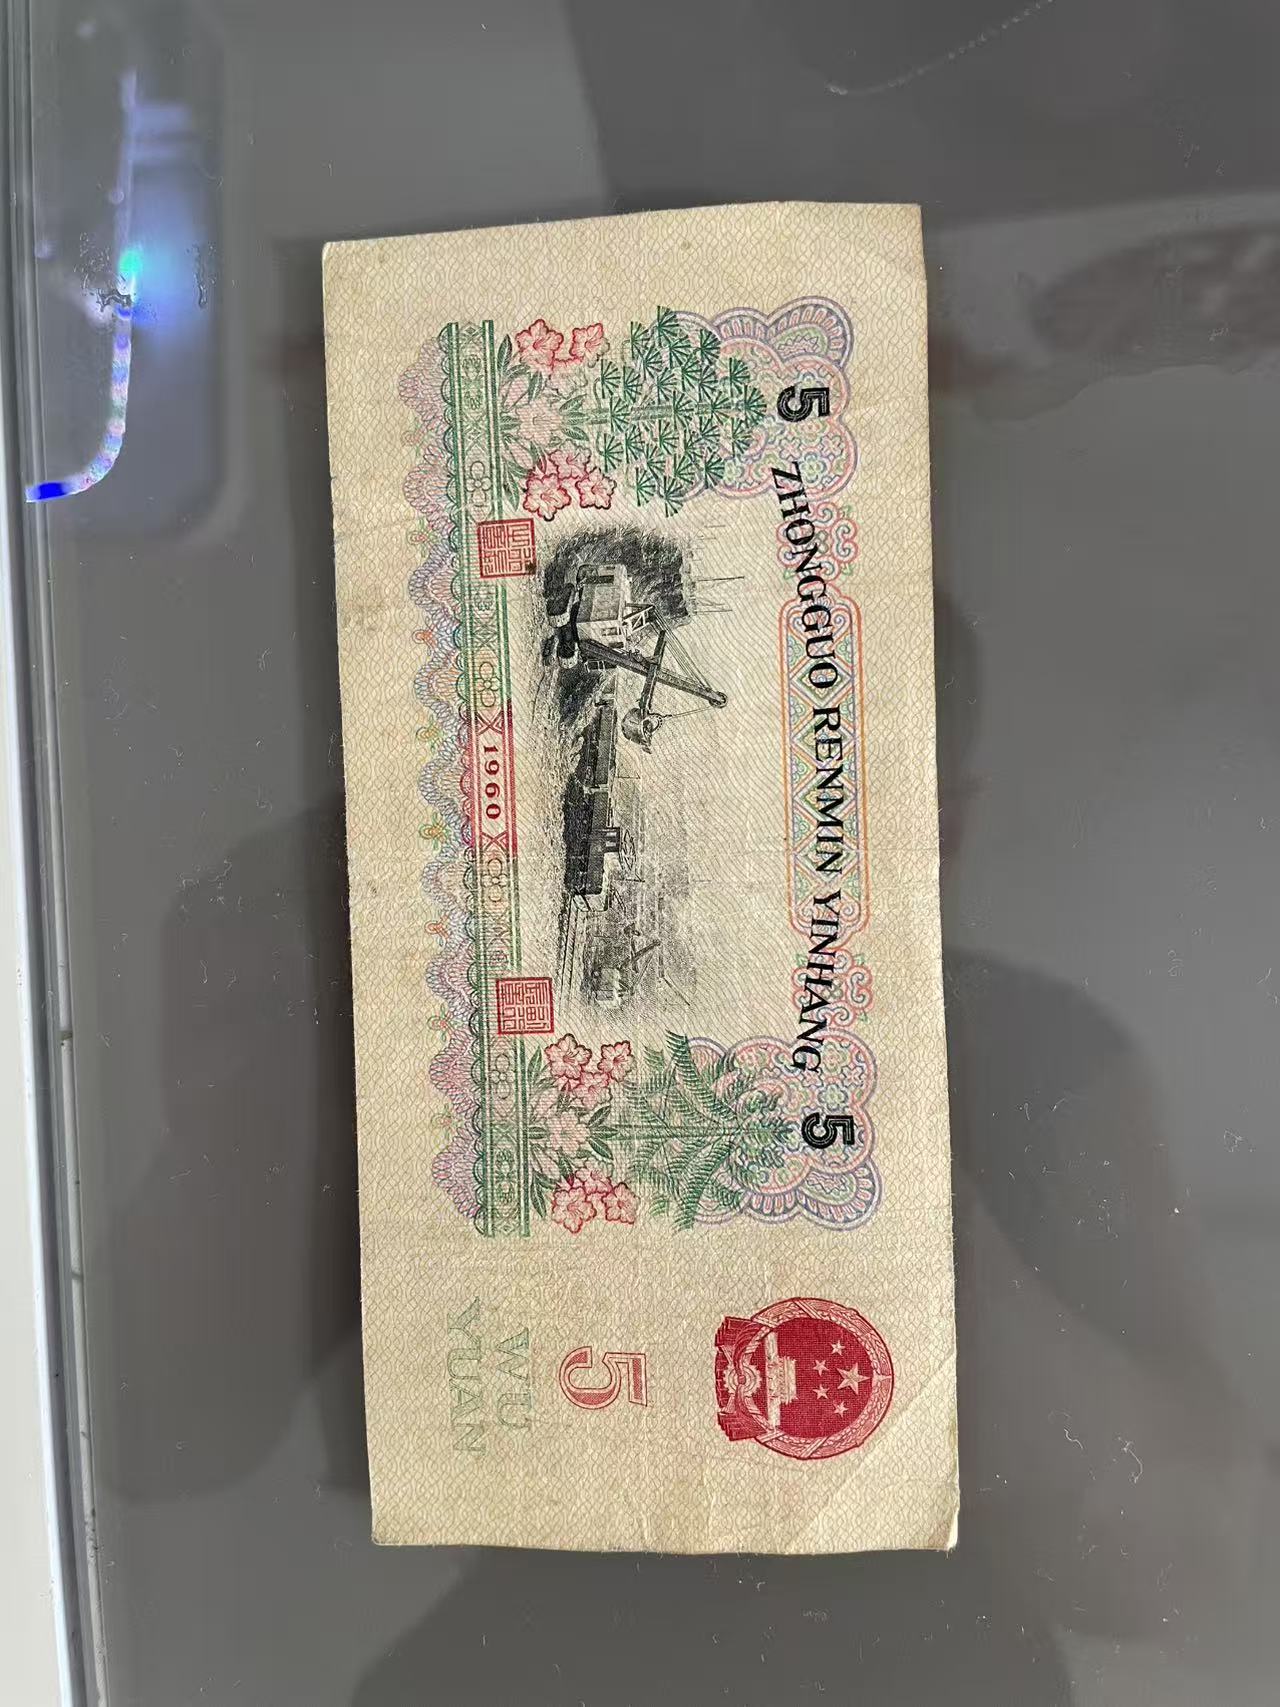 5 ZHONGGUO RENMIN YINHANG 5
1960
5
WU
YUAN